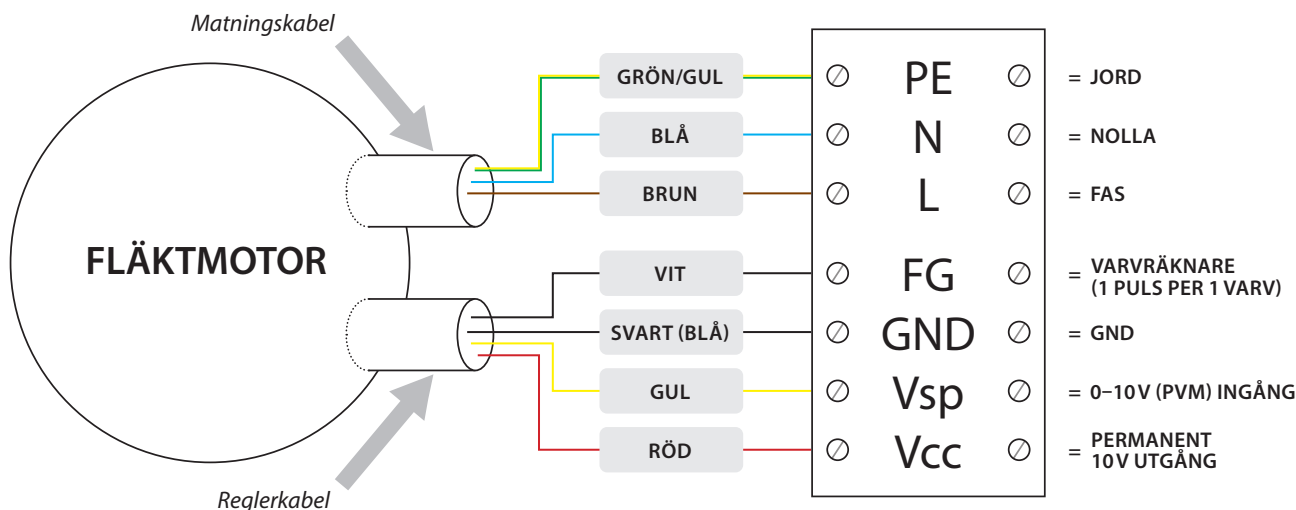 Matningskabel
FLÄKTMOTOR
GRÖN/GUL PE = JORD
BLÅ N = NOLLA
BRUN L = FAS
VIT FG = VARVRÄKNARE
(1 PULS PER 1 VARV)
SVART (BLÅ) GND = GND
GUL Vsp = 0–10 V (PVM) INGÅNG
RÖD Vcc = PERMANENT
10 V UTGÅNG
Reglerkabel